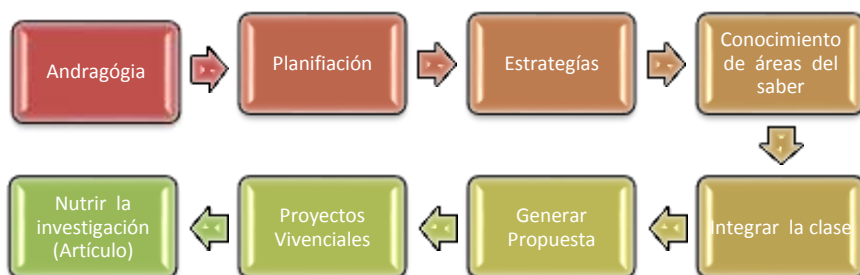 Andragógia
Planifiación
Estrategías
Conocimiento
de áreas del
saber
Integrar la clase
Generar
Propuesta
Proyectos
Vivenciales
Nutrir la
investigación
(Artículo)